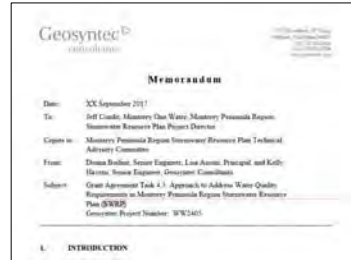 Geosyntec
consultants
Memorandum
Date: XX September 2017
To: Jeff Condit, Monterey One Water, Monterey Peninsula Region
Stormwater Resource Plan Project Director
Copies to: Monterey Peninsula Region Stormwater Resource Plan Technical
Advisory Committee
From: Donna Bodine, Senior Engineer, Lisa Austin, Principal, and Kelly
Havens, Senior Engineer, Geosyntec Consultants
Subject: Grant Agreement Task 4.3: Approach to Address Water Quality
Requirements in Monterey Peninsula Region Stormwater Resource
Plan (SWRP)
Geosyntec Project Number: WW2405
1. INTRODUCTION